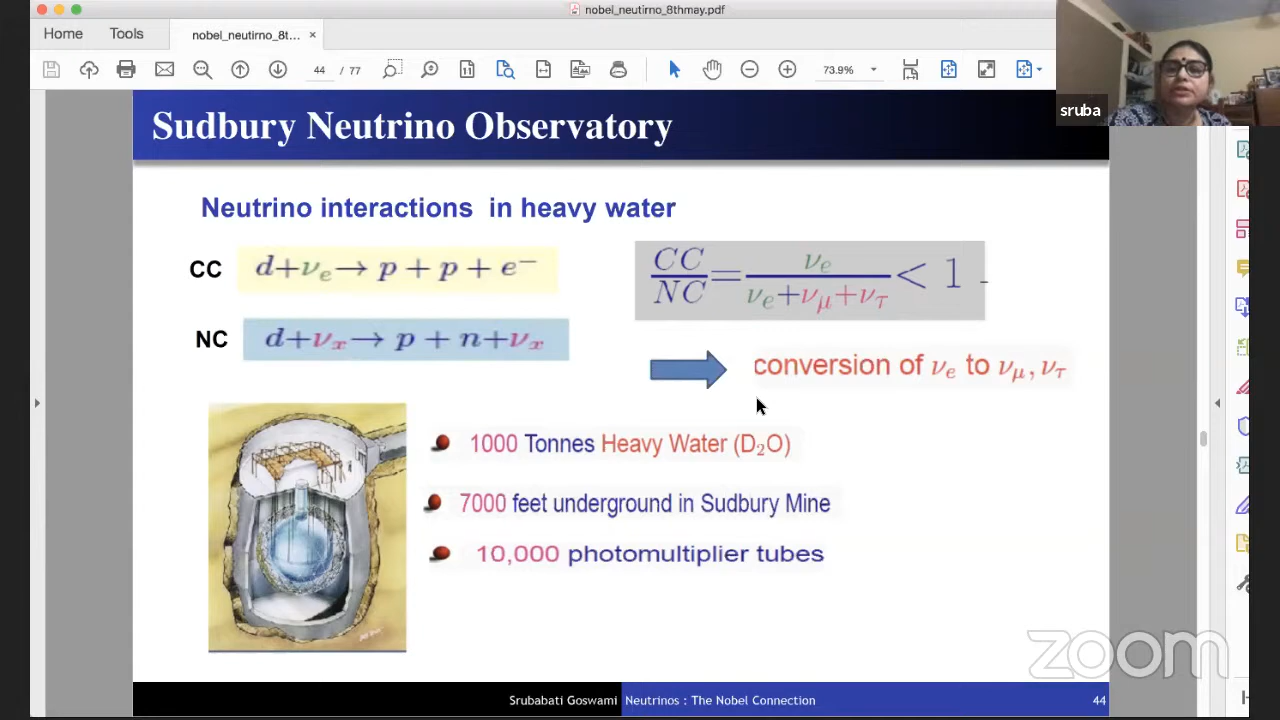 nobel_neutirno_8thmay.pdf
Home Tools nobel_neutirno_8t... ×
44 / 77 73.9%
sruba
Sudbury Neutrino Observatory
Neutrino interactions in heavy water
CC d+νe→ p + p + e−
NC d+νx→ p + n+νx
CC/NC = νe/(νe+νμ+ντ) < 1
conversion of νe to νμ, ντ
1000 Tonnes Heavy Water (D₂O)
7000 feet underground in Sudbury Mine
10,000 photomultiplier tubes
zoom
Srubabati Goswami Neutrinos : The Nobel Connection 44